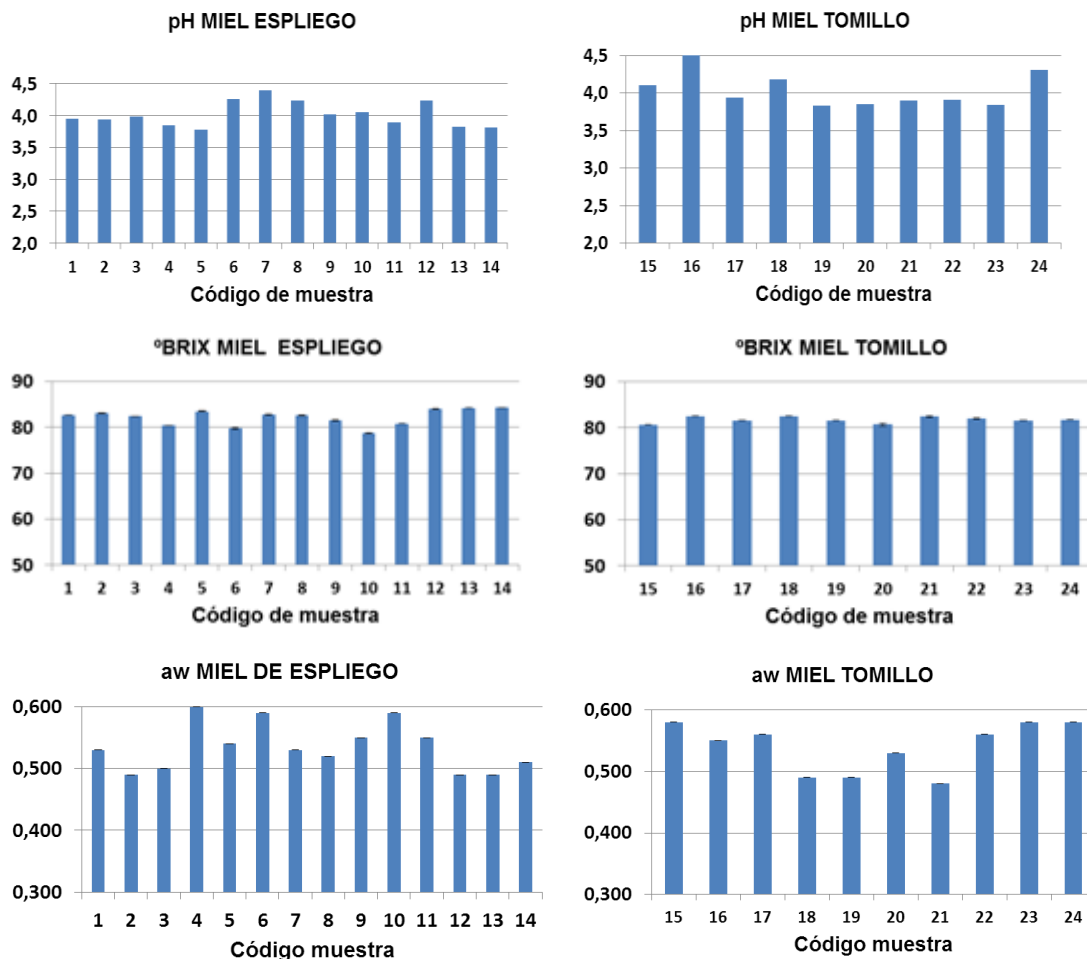 pH MIEL ESPLIEGO
4,5
4,0
3,5
3,0
2,5
2,0
1 2 3 4 5 6 7 8 9 10 11 12 13 14
Código de muestra
pH MIEL TOMILLO
4,5
4,0
3,5
3,0
2,5
2,0
15 16 17 18 19 20 21 22 23 24
Código de muestra
ºBRIX MIEL ESPLIEGO
90
80
70
60
50
1 2 3 4 5 6 7 8 9 10 11 12 13 14
Código de muestra
ºBRIX MIEL TOMILLO
90
80
70
60
50
15 16 17 18 19 20 21 22 23 24
Código de muestra
aw MIEL DE ESPLIEGO
0,600
0,500
0,400
0,300
1 2 3 4 5 6 7 8 9 10 11 12 13 14
Código muestra
aw MIEL TOMILLO
0,600
0,500
0,400
0,300
15 16 17 18 19 20 21 22 23 24
Código muestra